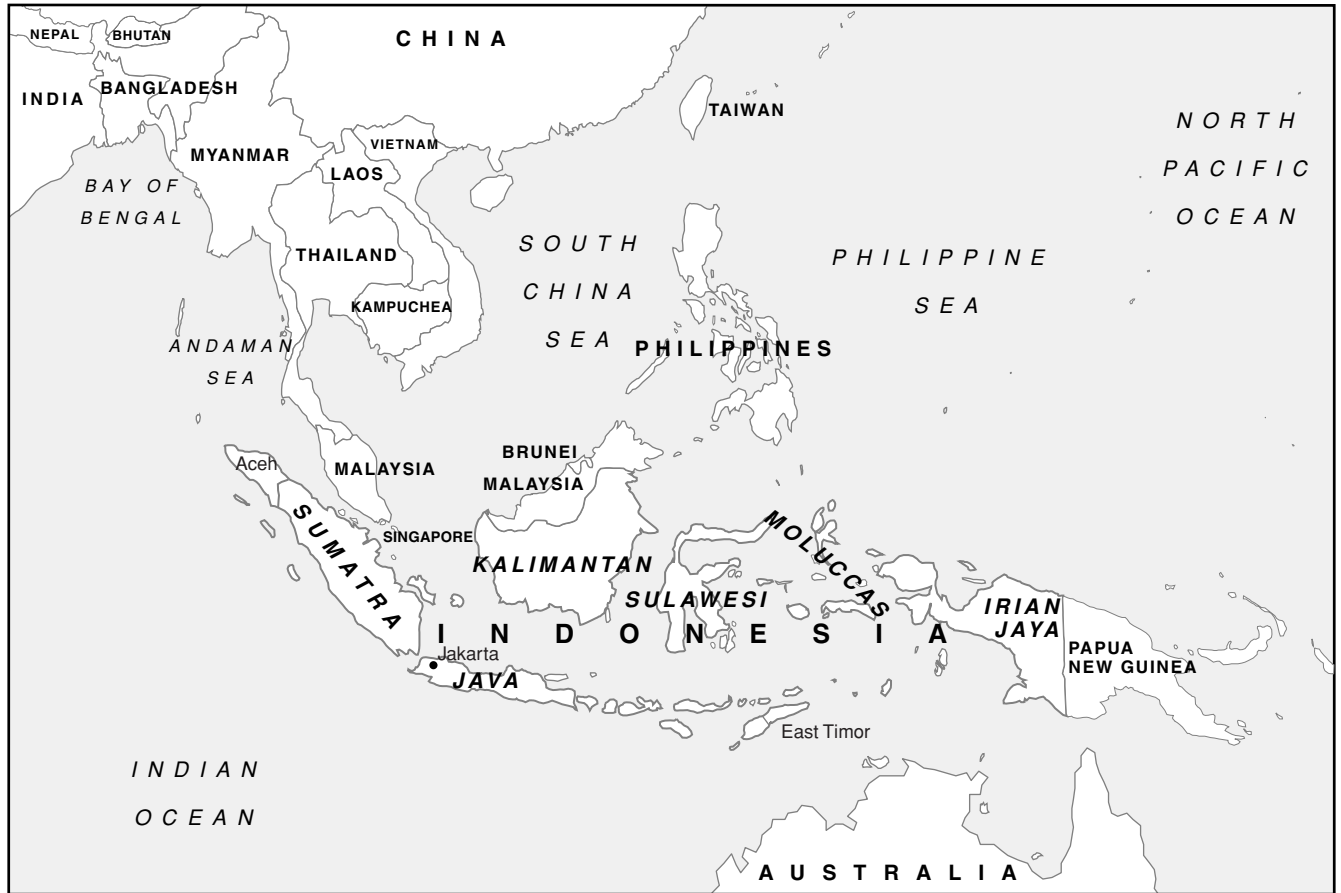 NEPAL
BHUTAN
CHINA
INDIA
BANGLADESH
TAIWAN
NORTH
PACIFIC
OCEAN
MYANMAR
VIETNAM
LAOS
BAY OF
BENGAL
THAILAND
SOUTH
CHINA
SEA
PHILIPPINE
SEA
KAMPUCHEA
ANDAMAN
SEA
PHILIPPINES
Aceh
MALAYSIA
BRUNEI
MALAYSIA
SINGAPORE
SUMATRA
KALIMANTAN
SULAWESI
MOLUCCAS
IRIAN
JAYA
INDONESIA
Jakarta
JAVA
PAPUA
NEW GUINEA
East Timor
INDIAN
OCEAN
AUSTRALIA